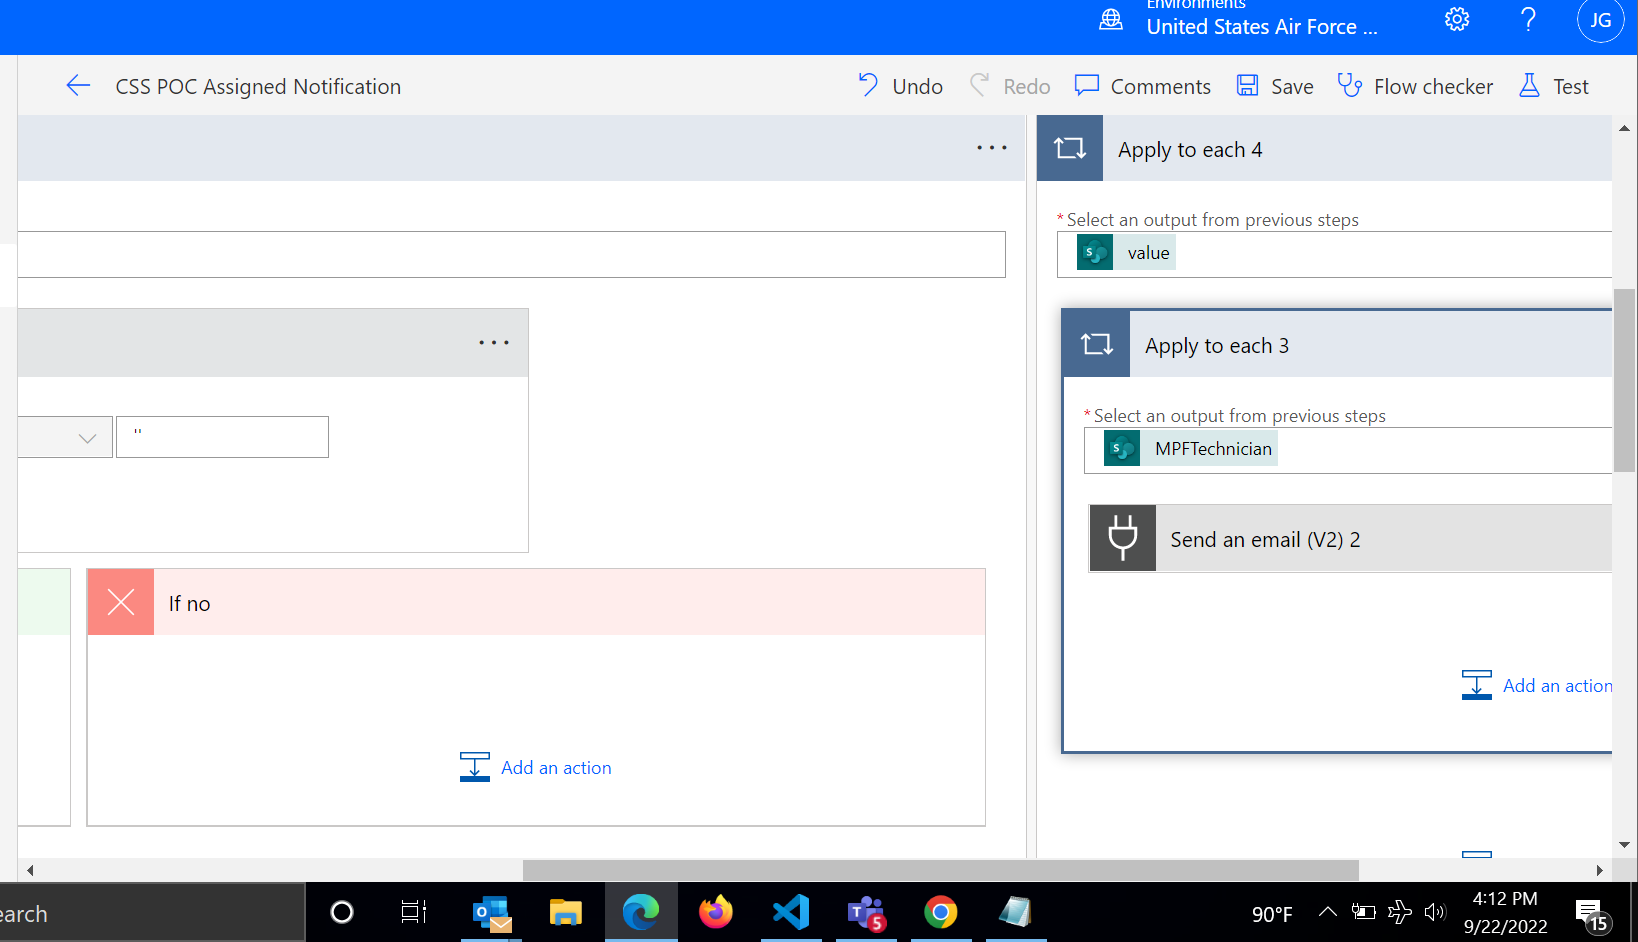 Environments
United States Air Force ...
JG
CSS POC Assigned Notification
Undo
Redo
Comments
Save
Flow checker
Test
Apply to each 4
* Select an output from previous steps
value
Apply to each 3
* Select an output from previous steps
MPFTechnician
''
Send an email (V2) 2
If no
Add an action
Add an action
earch
5
90°F
4:12 PM
9/22/2022
15